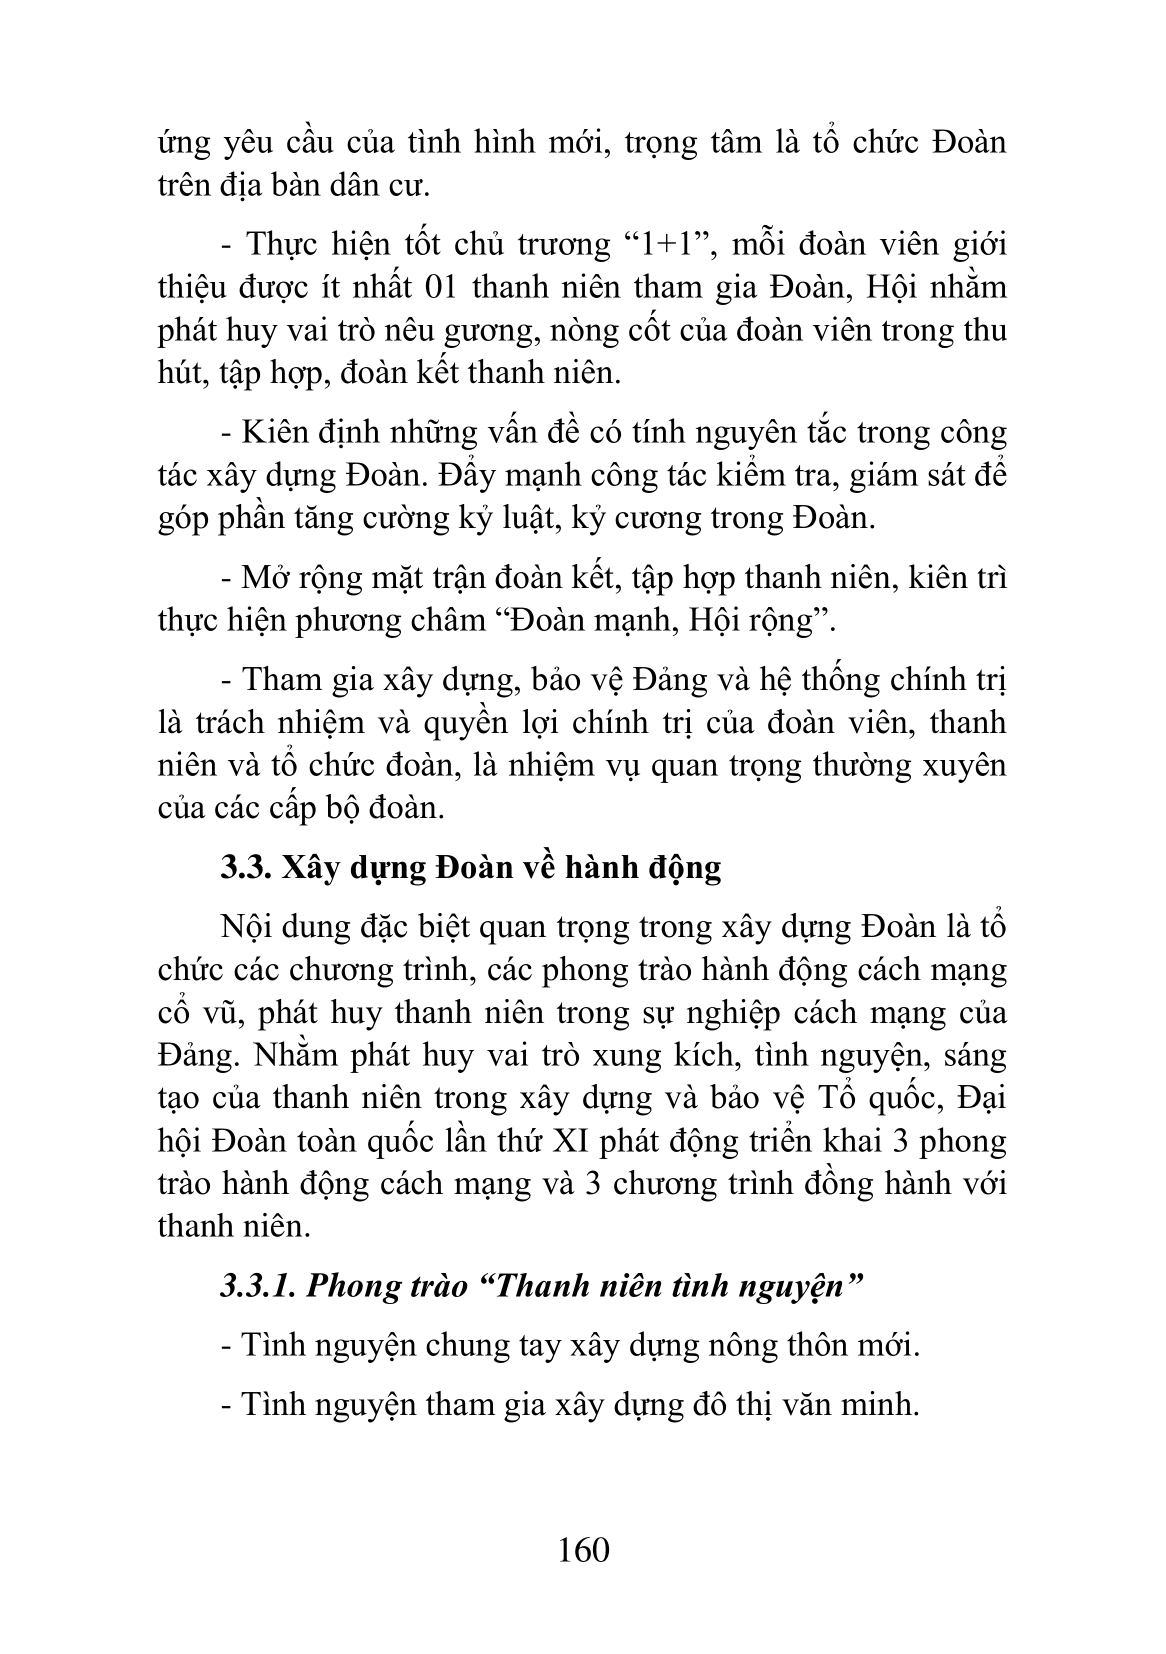 ứng yêu cầu của tình hình mới, trọng tâm là tổ chức Đoàn
trên địa bàn dân cư.
- Thực hiện tốt chủ trương “1+1”, mỗi đoàn viên giới
thiệu được ít nhất 01 thanh niên tham gia Đoàn, Hội nhằm
phát huy vai trò nêu gương, nòng cốt của đoàn viên trong thu
hút, tập hợp, đoàn kết thanh niên.
- Kiên định những vấn đề có tính nguyên tắc trong công
tác xây dựng Đoàn. Đẩy mạnh công tác kiểm tra, giám sát để
góp phần tăng cường kỷ luật, kỷ cương trong Đoàn.
- Mở rộng mặt trận đoàn kết, tập hợp thanh niên, kiên trì
thực hiện phương châm “Đoàn mạnh, Hội rộng”.
- Tham gia xây dựng, bảo vệ Đảng và hệ thống chính trị
là trách nhiệm và quyền lợi chính trị của đoàn viên, thanh
niên và tổ chức đoàn, là nhiệm vụ quan trọng thường xuyên
của các cấp bộ đoàn.
3.3. Xây dựng Đoàn về hành động
Nội dung đặc biệt quan trọng trong xây dựng Đoàn là tổ
chức các chương trình, các phong trào hành động cách mạng
cổ vũ, phát huy thanh niên trong sự nghiệp cách mạng của
Đảng. Nhằm phát huy vai trò xung kích, tình nguyện, sáng
tạo của thanh niên trong xây dựng và bảo vệ Tổ quốc, Đại
hội Đoàn toàn quốc lần thứ XI phát động triển khai 3 phong
trào hành động cách mạng và 3 chương trình đồng hành với
thanh niên.
3.3.1. Phong trào “Thanh niên tình nguyện”
- Tình nguyện chung tay xây dựng nông thôn mới.
- Tình nguyện tham gia xây dựng đô thị văn minh.
160